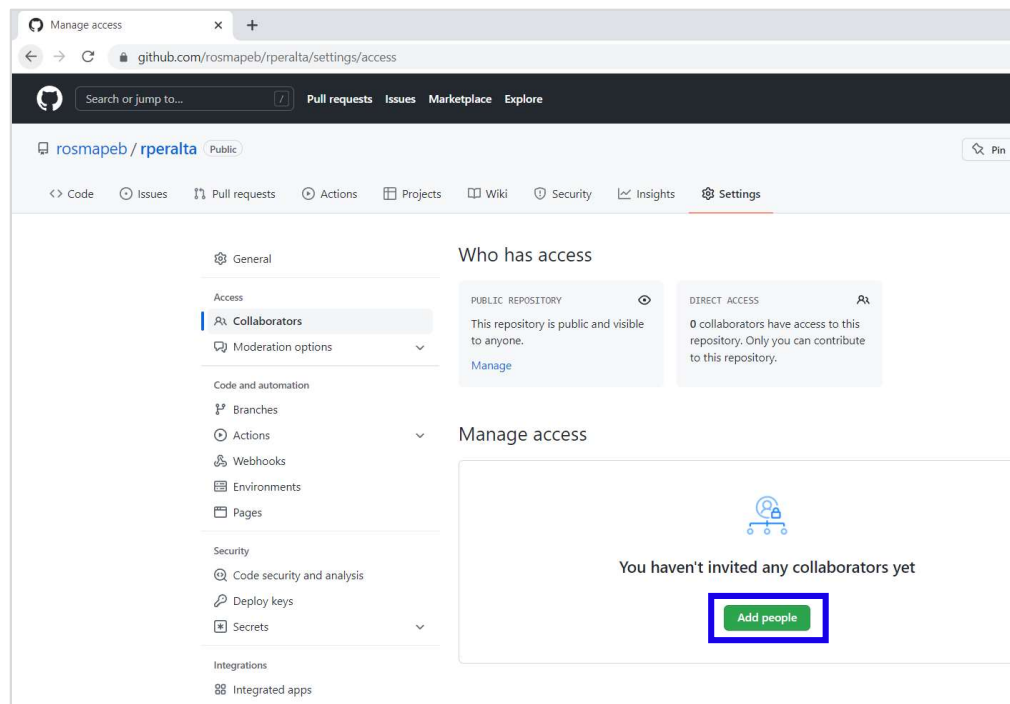 Manage access
github.com/rosmapeb/rperalta/settings/access
Search or jump to... / Pull requests Issues Marketplace Explore
rosmapeb / rperalta Public
Pin
<> Code Issues Pull requests Actions Projects Wiki Security Insights Settings
General
Access
Collaborators
Moderation options
Code and automation
Branches
Actions
Webhooks
Environments
Pages
Security
Code security and analysis
Deploy keys
Secrets
Integrations
Integrated apps
Who has access
PUBLIC REPOSITORY
This repository is public and visible
to anyone.
Manage
DIRECT ACCESS
0 collaborators have access to this
repository. Only you can contribute
to this repository.
Manage access
You haven't invited any collaborators yet
Add people